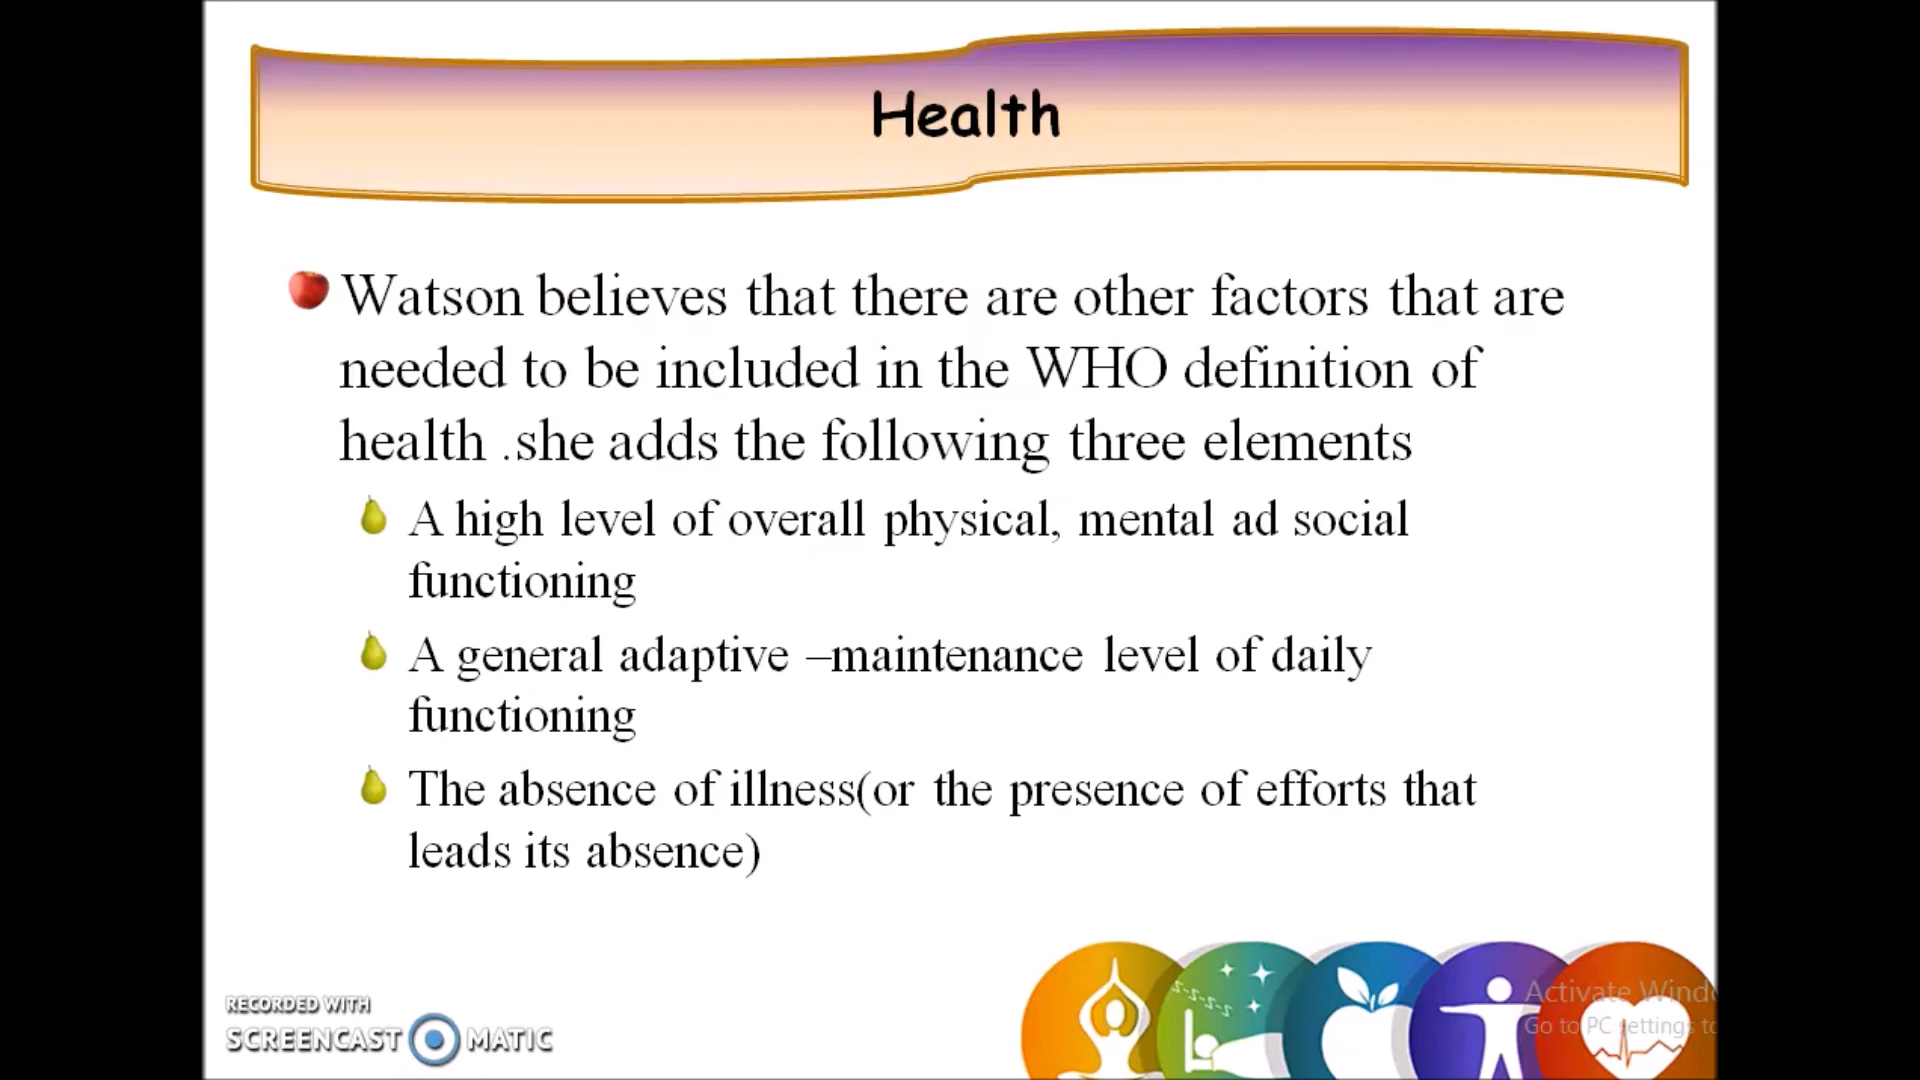 Health
Watson believes that there are other factors that are
needed to be included in the WHO definition of
health .she adds the following three elements
A high level of overall physical, mental ad social
functioning
A general adaptive –maintenance level of daily
functioning
The absence of illness(or the presence of efforts that
leads its absence)
RECORDED WITH
SCREENCAST MATIC
z-z-z-z-z
Activate Wind
Go to PC settings to